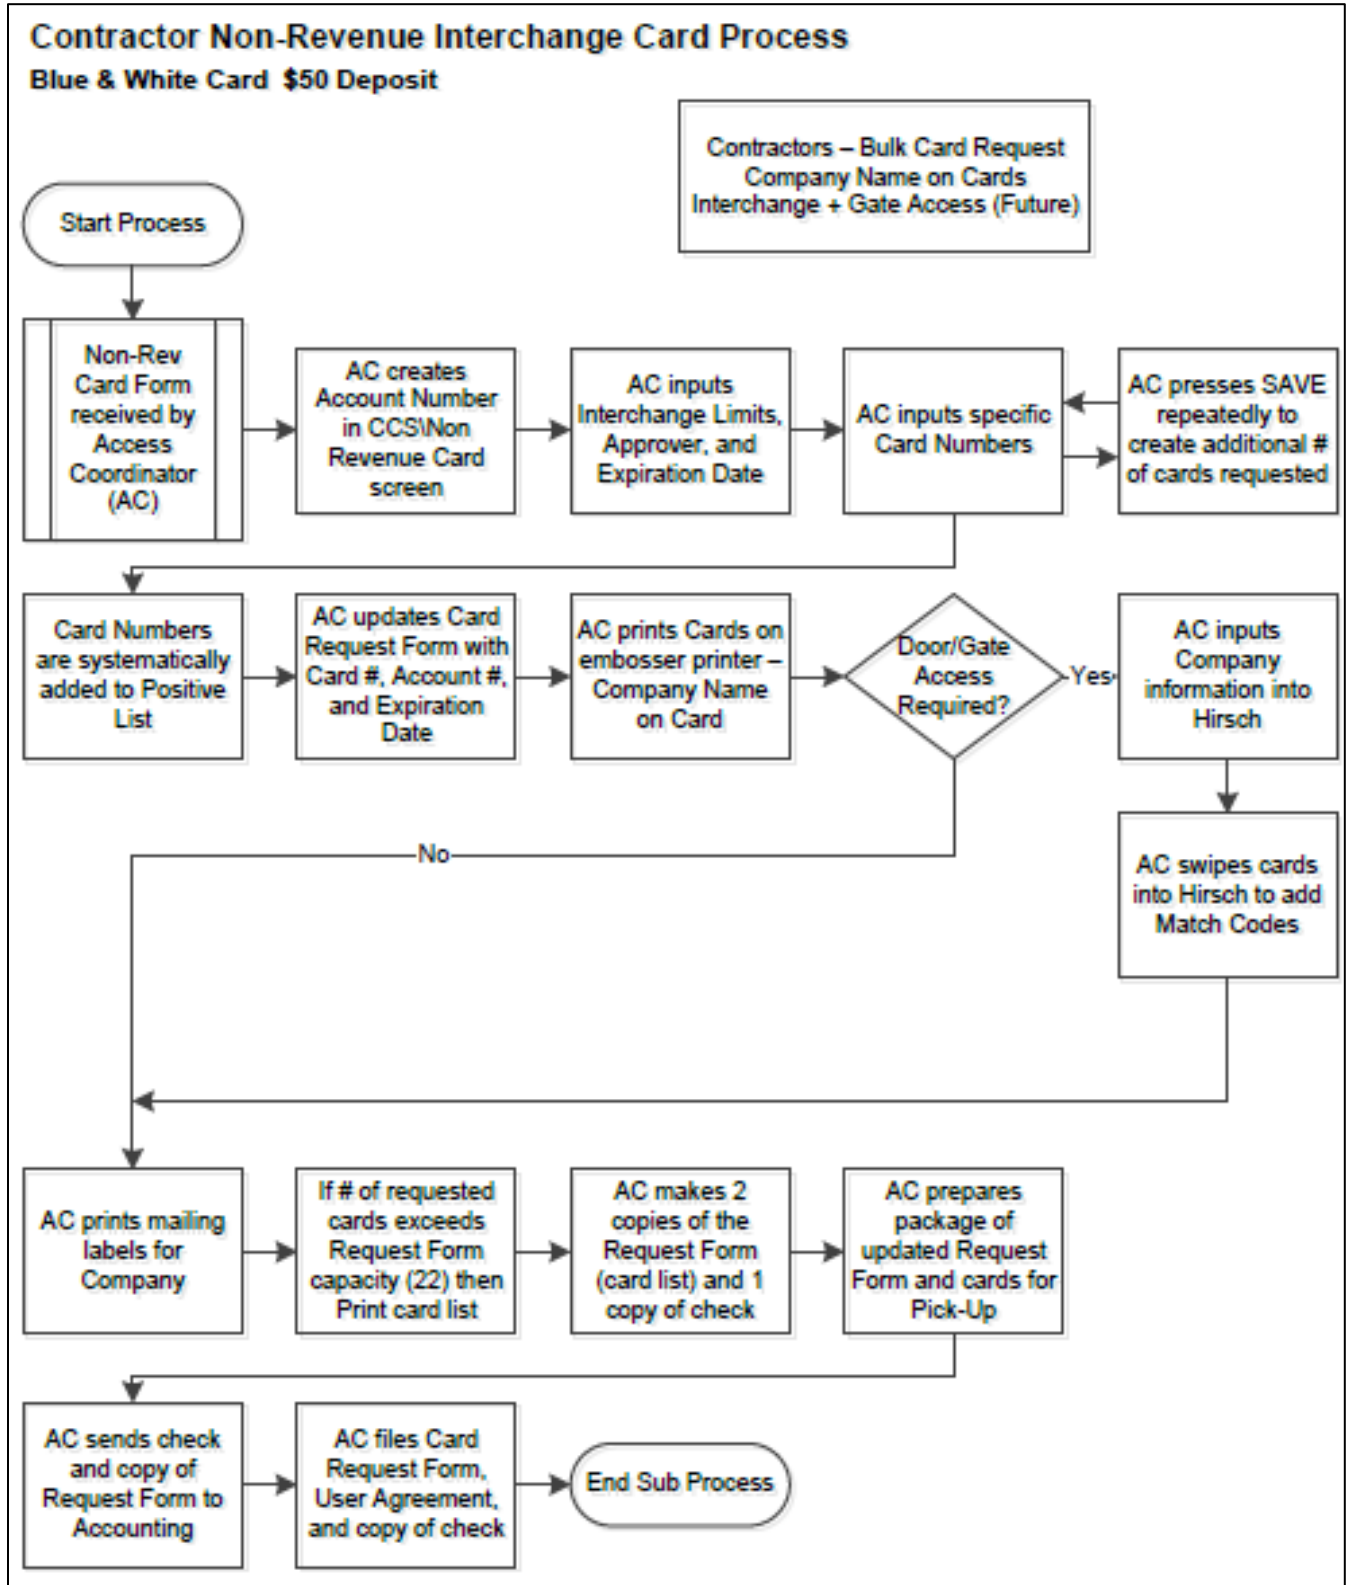 Contractor Non-Revenue Interchange Card Process
Blue & White Card  $50 Deposit
Contractors – Bulk Card Request
Company Name on Cards
Interchange + Gate Access (Future)
Start Process
Non-Rev
Card Form
received by
Access
Coordinator
(AC)
AC creates
Account Number
in CCS\Non
Revenue Card
screen
AC inputs
Interchange Limits,
Approver, and
Expiration Date
AC inputs specific
Card Numbers
AC presses SAVE
repeatedly to
create additional #
of cards requested
Card Numbers
are systematically
added to Positive
List
AC updates Card
Request Form with
Card #, Account #,
and Expiration
Date
AC prints Cards on
embosser printer –
Company Name
on Card
Door/Gate
Access
Required?
Yes
AC inputs
Company
information into
Hirsch
No
AC swipes cards
into Hirsch to add
Match Codes
AC prints mailing
labels for
Company
If # of requested
cards exceeds
Request Form
capacity (22) then
Print card list
AC makes 2
copies of the
Request Form
(card list) and 1
copy of check
AC prepares
package of
updated Request
Form and cards for
Pick-Up
AC sends check
and copy of
Request Form to
Accounting
AC files Card
Request Form,
User Agreement,
and copy of check
End Sub Process